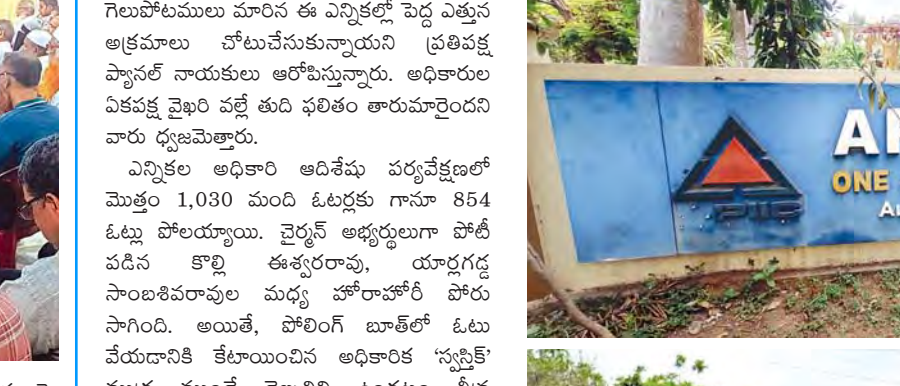 గెలుపోటములు మారిన ఈ ఎన్నికల్లో పెద్ద ఎత్తున
అక్రమాలు చోటుచేసుకున్నాయని ప్రతిపక్ష
ప్యానల్ నాయకులు ఆరోపిస్తున్నారు. అధికారుల
ఏకపక్ష వైఖరి వల్లే తుది ఫలితం తారుమారైందని
వారు ధ్వజమెత్తారు.
ఎన్నికల అధికారి ఆదిశేషు పర్యవేక్షణలో
మొత్తం 1,030 మంది ఓటర్లకు గానూ 854
ఓట్లు పోలయ్యాయి. చైర్మన్ అభ్యర్థులుగా పోటీ
పడిన కొల్లి ఈశ్వరరావు, యార్లగడ్డ
సాంబశివరావుల మధ్య హోరాహోరీ పోరు
సాగింది. అయితే, పోలింగ్ బూత్‌లో ఓటు
వేయడానికి కేటాయించిన అధికారిక ‘స్వస్తిక్’
PIIC
ONE